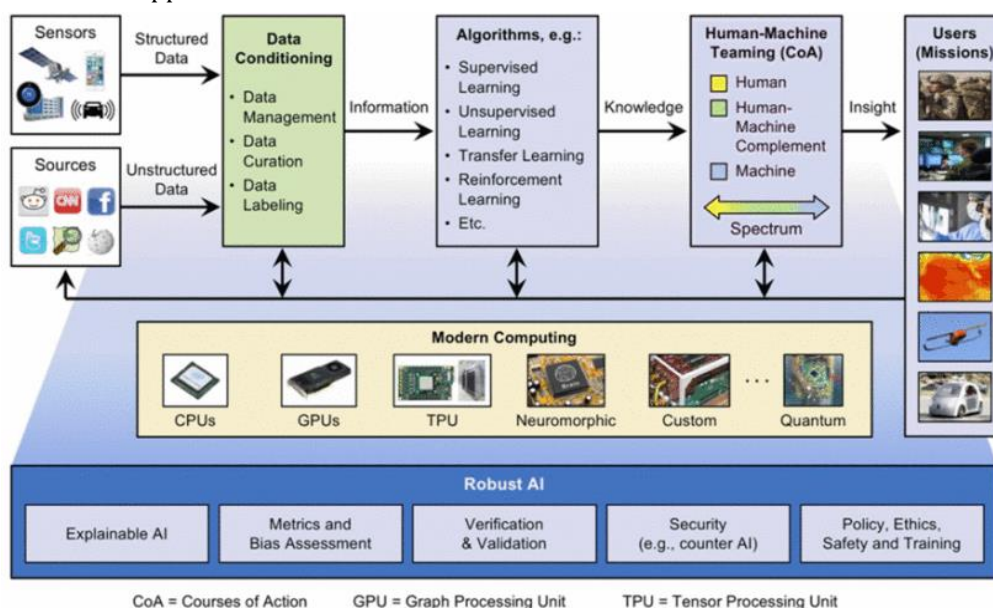 Sensors
Structured
Data
Data
Conditioning
• Data
Management
• Data
Curation
• Data
Labeling
Sources
CNN
Unstructured
Data
Information
Algorithms, e.g.:
• Supervised
Learning
• Unsupervised
Learning
• Transfer Learning
• Reinforcement
Learning
• Etc.
Knowledge
Human-Machine
Teaming (CoA)
Human
Human-
Machine
Complement
Machine
Spectrum
Insight
Users
(Missions)
Modern Computing
CPUs
GPUs
TPU
Neuromorphic
Custom
...
Quantum
Robust AI
Explainable AI
Metrics and
Bias Assessment
Verification
& Validation
Security
(e.g., counter AI)
Policy, Ethics,
Safety and Training
CoA = Courses of Action
GPU = Graph Processing Unit
TPU = Tensor Processing Unit